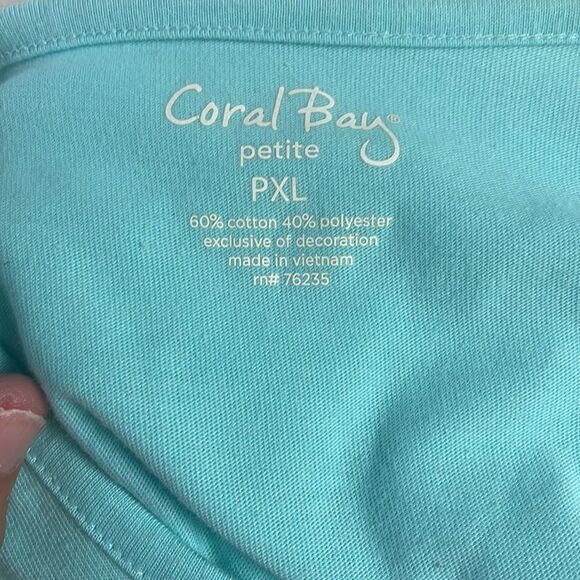 Coral Bay®
petite
PXL
60% cotton 40% polyester
exclusive of decoration
made in vietnam
rn# 76235